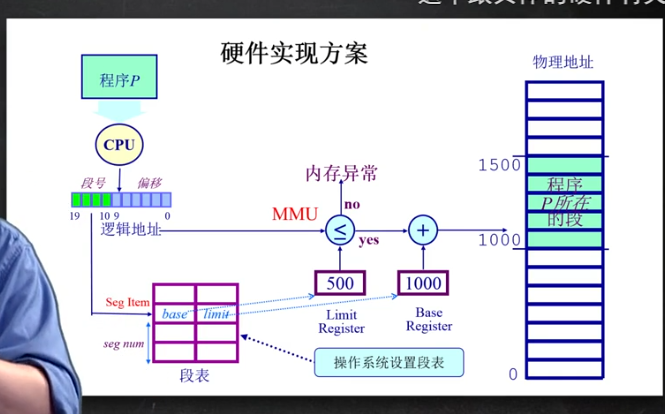 硬件实现方案
物理地址
程序P
CPU
段号
偏移
19
10
9
0
逻辑地址
内存异常
no
MMU
≤
yes
+
1500
程序
P所在
的段
1000
500
1000
Limit
Register
Base
Register
Seg Item
base
limit
seg num
段表
操作系统设置段表
0